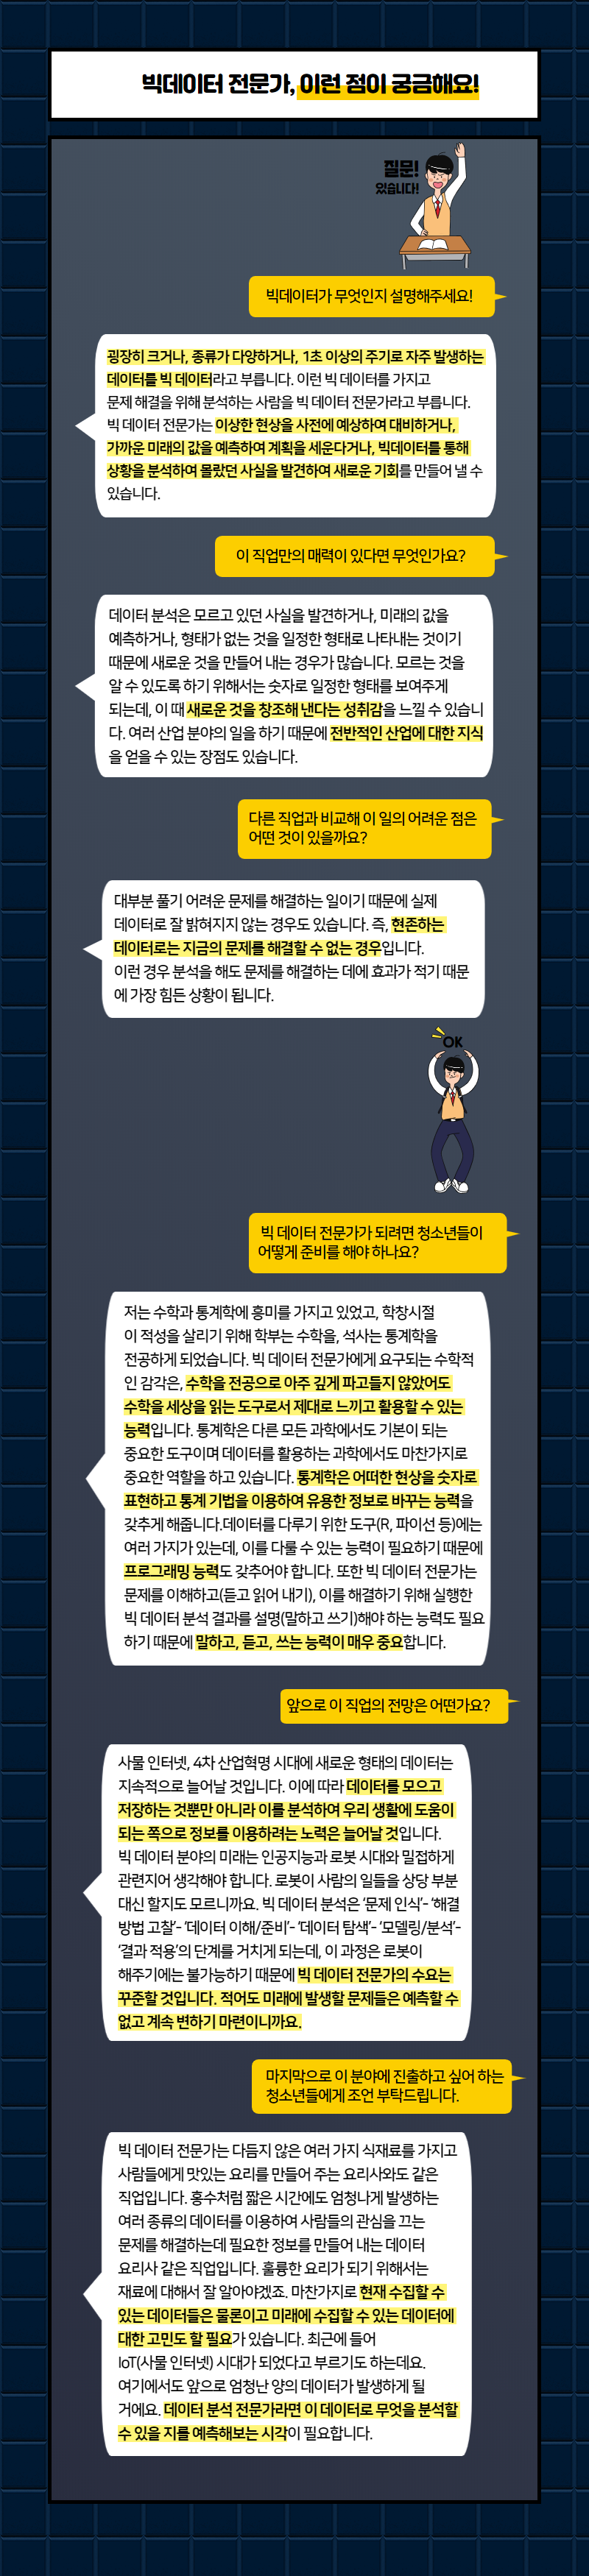 빅데이터 전문가, 이런 점이 궁금해요!
질문!
있습니다!
빅데이터가 무엇인지 설명해주세요!
굉장히 크거나, 종류가 다양하거나, 1초 이상의 주기로 자주 발생하는
데이터를 빅 데이터라고 부릅니다. 이런 빅 데이터를 가지고
문제 해결을 위해 분석하는 사람을 빅 데이터 전문가라고 부릅니다.
빅 데이터 전문가는 이상한 현상을 사전에 예상하여 대비하거나,
가까운 미래의 값을 예측하여 계획을 세운다거나, 빅데이터를 통해
상황을 분석하여 몰랐던 사실을 발견하여 새로운 기회를 만들어 낼 수
있습니다.
이 직업만의 매력이 있다면 무엇인가요?
데이터 분석은 모르고 있던 사실을 발견하거나, 미래의 값을
예측하거나, 형태가 없는 것을 일정한 형태로 나타내는 것이기
때문에 새로운 것을 만들어 내는 경우가 많습니다. 모르는 것을
알 수 있도록 하기 위해서는 숫자로 일정한 형태를 보여주게
되는데, 이 때 새로운 것을 창조해 낸다는 성취감을 느낄 수 있습니
다. 여러 산업 분야의 일을 하기 때문에 전반적인 산업에 대한 지식
을 얻을 수 있는 장점도 있습니다.
다른 직업과 비교해 이 일의 어려운 점은
어떤 것이 있을까요?
대부분 풀기 어려운 문제를 해결하는 일이기 때문에 실제
데이터로 잘 밝혀지지 않는 경우도 있습니다. 즉, 현존하는
데이터로는 지금의 문제를 해결할 수 없는 경우입니다.
이런 경우 분석을 해도 문제를 해결하는 데에 효과가 적기 때문
에 가장 힘든 상황이 됩니다.
OK
빅 데이터 전문가가 되려면 청소년들이
어떻게 준비를 해야 하나요?
저는 수학과 통계학에 흥미를 가지고 있었고, 학창시절
이 적성을 살리기 위해 학부는 수학을, 석사는 통계학을
전공하게 되었습니다. 빅 데이터 전문가에게 요구되는 수학적
인 감각은, 수학을 전공으로 아주 깊게 파고들지 않았어도
수학을 세상을 읽는 도구로서 제대로 느끼고 활용할 수 있는
능력입니다. 통계학은 다른 모든 과학에서도 기본이 되는
중요한 도구이며 데이터를 활용하는 과학에서도 마찬가지로
중요한 역할을 하고 있습니다. 통계학은 어떠한 현상을 숫자로
표현하고 통계 기법을 이용하여 유용한 정보로 바꾸는 능력을
갖추게 해줍니다.데이터를 다루기 위한 도구(R, 파이선 등)에는
여러 가지가 있는데, 이를 다룰 수 있는 능력이 필요하기 때문에
프로그래밍 능력도 갖추어야 합니다. 또한 빅 데이터 전문가는
문제를 이해하고(듣고 읽어 내기), 이를 해결하기 위해 실행한
빅 데이터 분석 결과를 설명(말하고 쓰기)해야 하는 능력도 필요
하기 때문에 말하고, 듣고, 쓰는 능력이 매우 중요합니다.
앞으로 이 직업의 전망은 어떤가요?
사물 인터넷, 4차 산업혁명 시대에 새로운 형태의 데이터는
지속적으로 늘어날 것입니다. 이에 따라 데이터를 모으고
저장하는 것뿐만 아니라 이를 분석하여 우리 생활에 도움이
되는 쪽으로 정보를 이용하려는 노력은 늘어날 것입니다.
빅 데이터 분야의 미래는 인공지능과 로봇 시대와 밀접하게
관련지어 생각해야 합니다. 로봇이 사람의 일들을 상당 부분
대신 할지도 모르니까요. 빅 데이터 분석은 '문제 인식'- '해결
방법 고찰'- '데이터 이해/준비'- '데이터 탐색'- '모델링/분석'-
'결과 적용'의 단계를 거치게 되는데, 이 과정은 로봇이
해주기에는 불가능하기 때문에 빅 데이터 전문가의 수요는
꾸준할 것입니다. 적어도 미래에 발생할 문제들은 예측할 수
없고 계속 변하기 마련이니까요.
마지막으로 이 분야에 진출하고 싶어 하는
청소년들에게 조언 부탁드립니다.
빅 데이터 전문가는 다듬지 않은 여러 가지 식재료를 가지고
사람들에게 맛있는 요리를 만들어 주는 요리사와도 같은
직업입니다. 홍수처럼 짧은 시간에도 엄청나게 발생하는
여러 종류의 데이터를 이용하여 사람들의 관심을 끄는
문제를 해결하는데 필요한 정보를 만들어 내는 데이터
요리사 같은 직업입니다. 훌륭한 요리가 되기 위해서는
재료에 대해서 잘 알아야겠죠. 마찬가지로 현재 수집할 수
있는 데이터들은 물론이고 미래에 수집할 수 있는 데이터에
대한 고민도 할 필요가 있습니다. 최근에 들어
IoT(사물 인터넷) 시대가 되었다고 부르기도 하는데요.
여기에서도 앞으로 엄청난 양의 데이터가 발생하게 될
거에요. 데이터 분석 전문가라면 이 데이터로 무엇을 분석할
수 있을 지를 예측해보는 시각이 필요합니다.